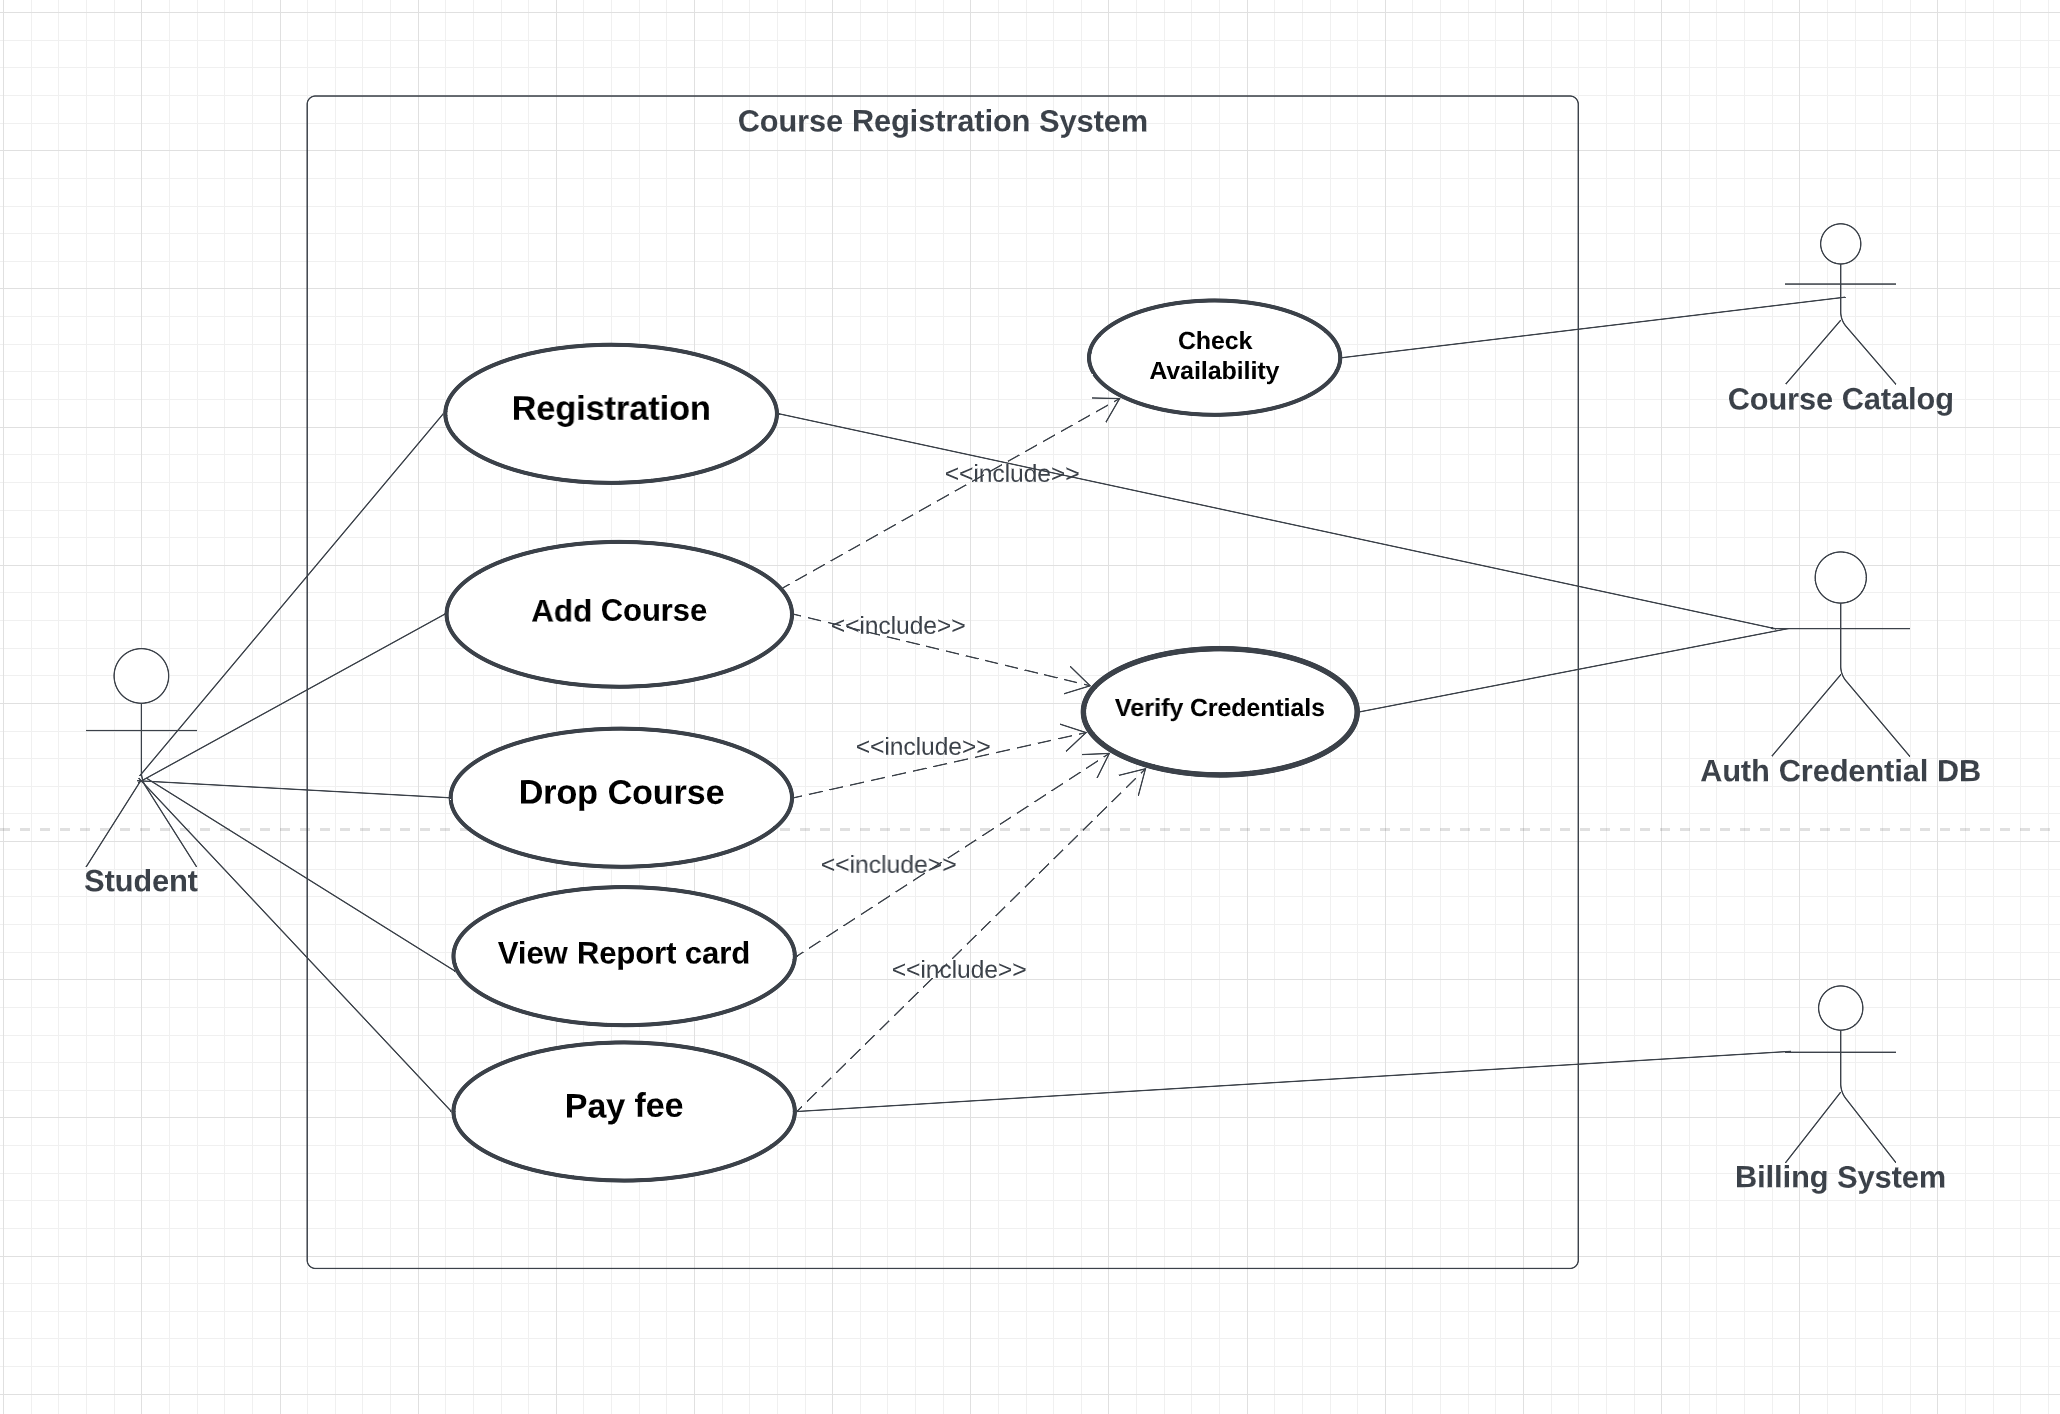 Course Registration System
Check
Availability
Course Catalog
Registration
<<include>>
Add Course
<<include>>
Verify Credentials
Auth Credential DB
<<include>>
Drop Course
Student
<<include>>
View Report card
<<include>>
Pay fee
Billing System